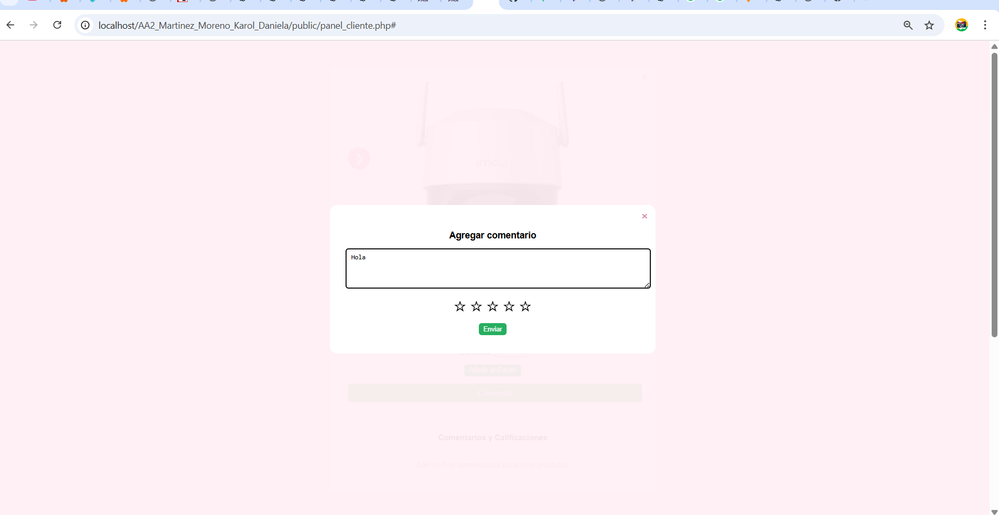 localhost/AA2_Martinez_Moreno_Karol_Daniela/public/panel_cliente.php#
×
imou
×
Agregar comentario
Hola
Enviar
Añadir al Carrito
Comentar
Comentarios y Calificaciones
Aún no hay comentarios para este producto.